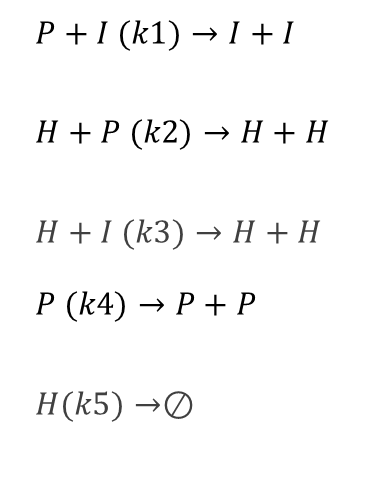 P + I (k1) → I + I
H + P (k2) → H + H
H + I (k3) → H + H
P (k4) → P + P
H(k5) →∅